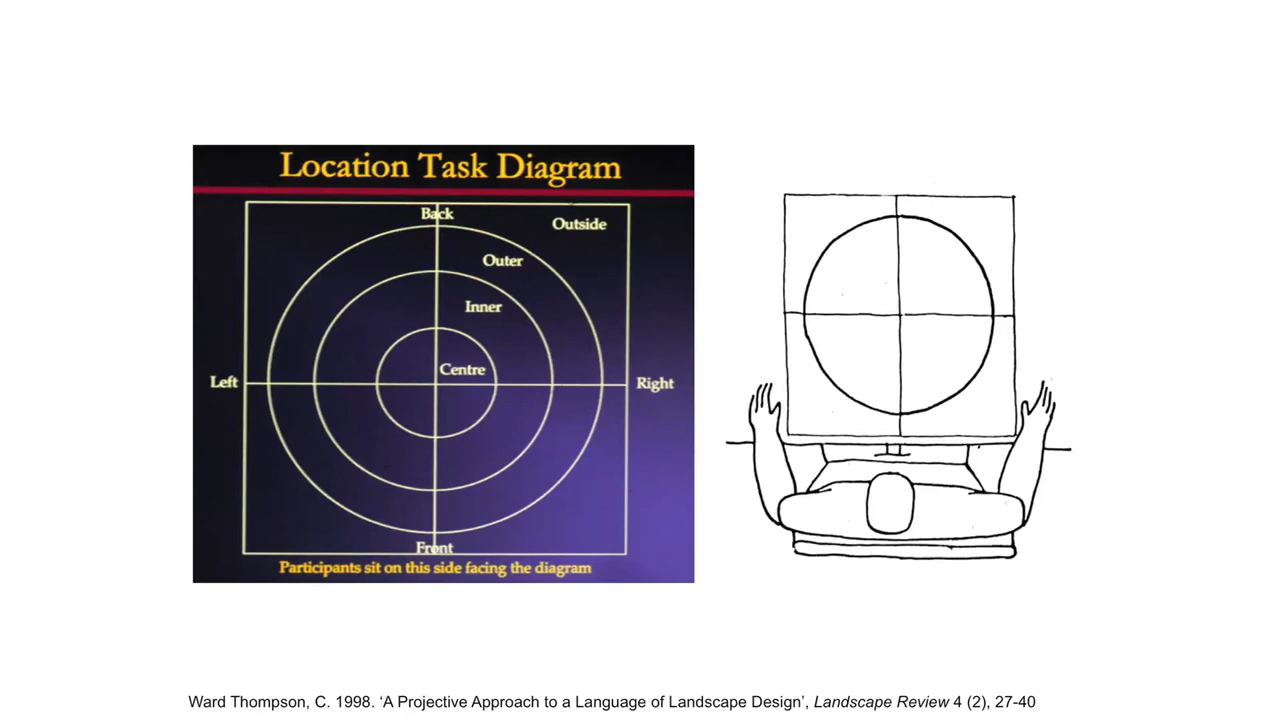 Location Task Diagram
Back
Outside
Outer
Inner
Centre
Left
Right
Front
Participants sit on this side facing the diagram
Ward Thompson, C. 1998. ‘A Projective Approach to a Language of Landscape Design’, Landscape Review 4 (2), 27-40